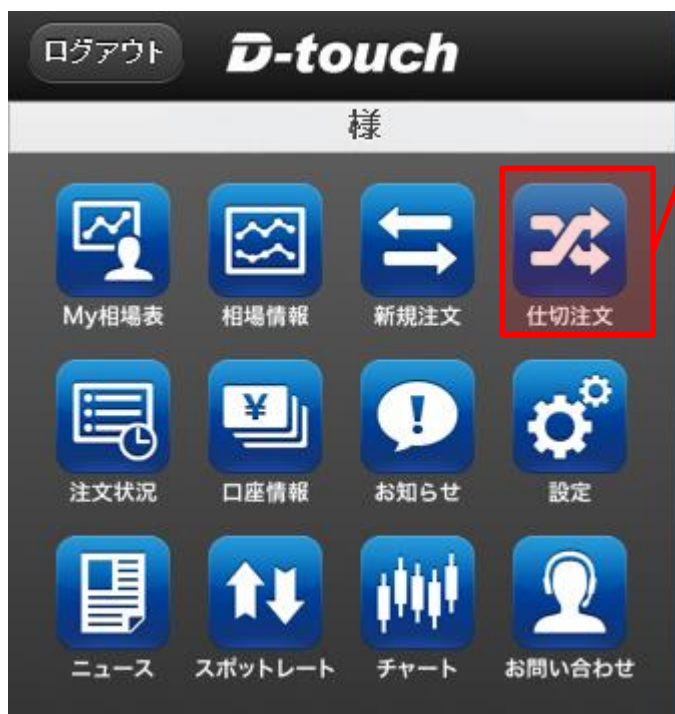 ログアウト D-touch
様
My相場表 相場情報 新規注文 仕切注文
¥ !
注文状況 口座情報 お知らせ 設定
ニュース スポットレート チャート お問い合わせ